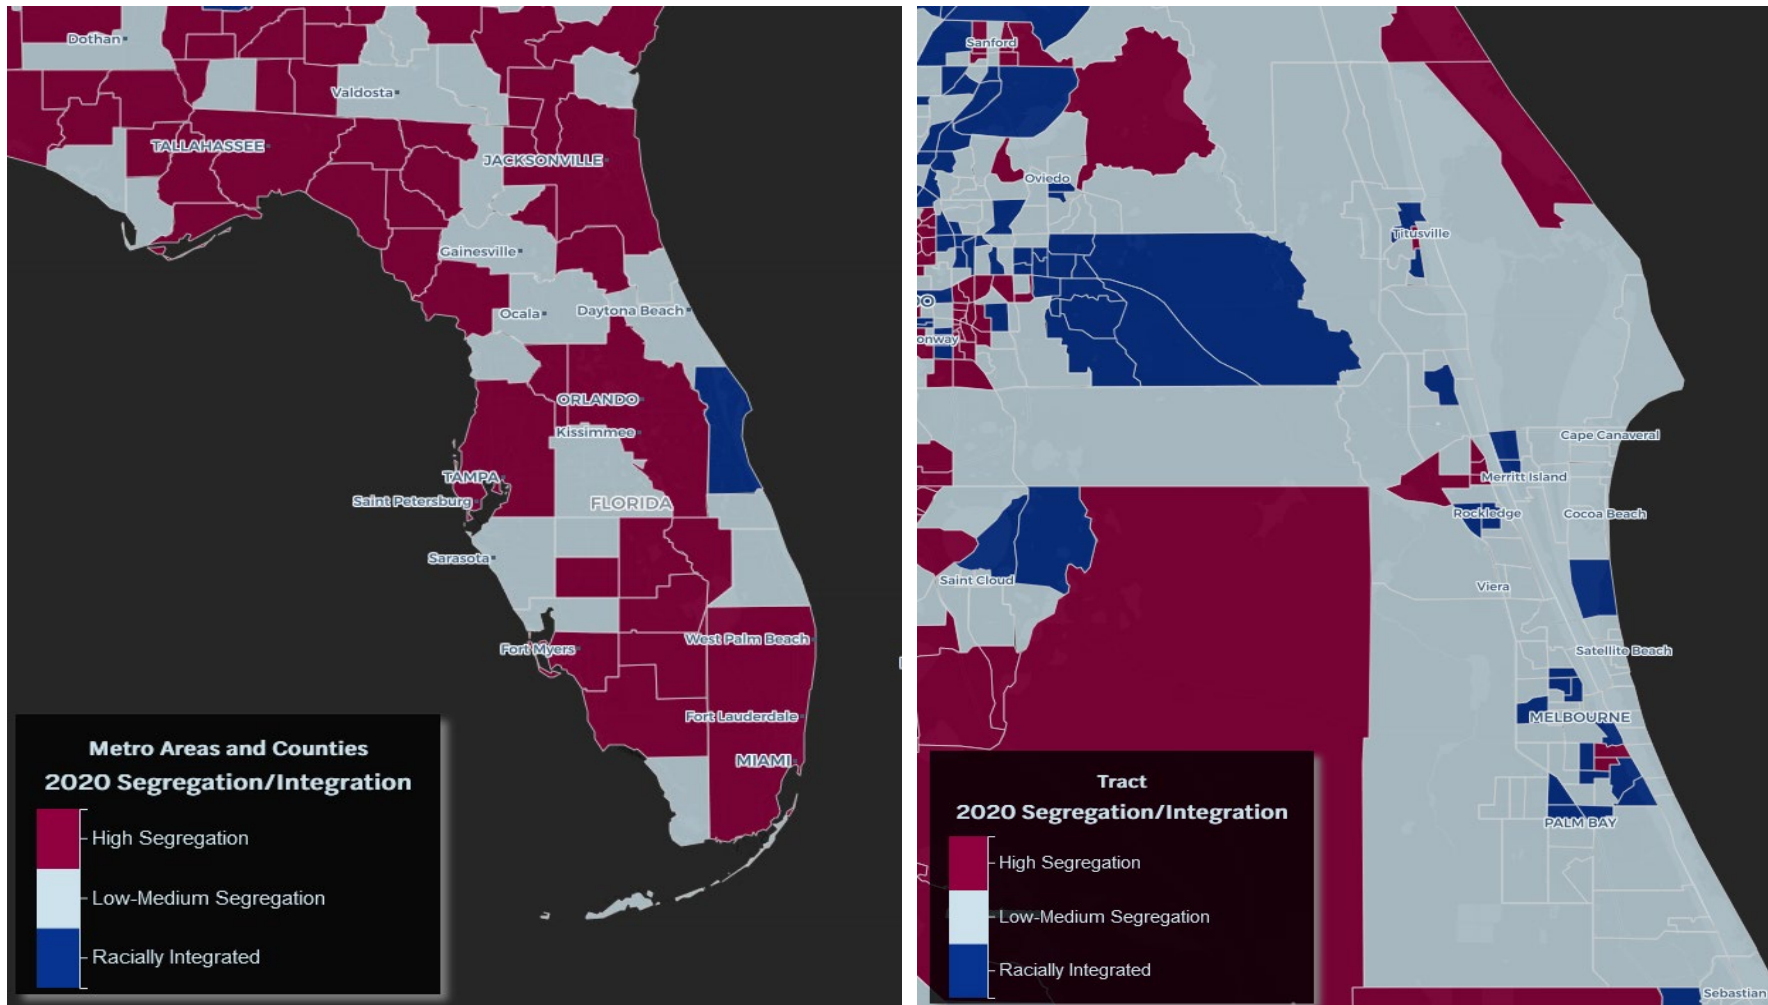 Dothan
Valdosta
TALLAHASSEE
JACKSONVILLE
Gainesville
Ocala
Daytona Beach
ORLANDO
Kissimmee
TAMPA
Saint Petersburg
FLORIDA
Sarasota
Fort Myers
West Palm Beach
Fort Lauderdale
MIAMI
Metro Areas and Counties
2020 Segregation/Integration
High Segregation
Low-Medium Segregation
Racially Integrated
Sanford
Oviedo
Titusville
DO
onway
Cape Canaveral
Merritt Island
Rockledge
Cocoa Beach
Saint Cloud
Viera
Satellite Beach
MELBOURNE
PALM BAY
Sebastian
Tract
2020 Segregation/Integration
High Segregation
Low-Medium Segregation
Racially Integrated